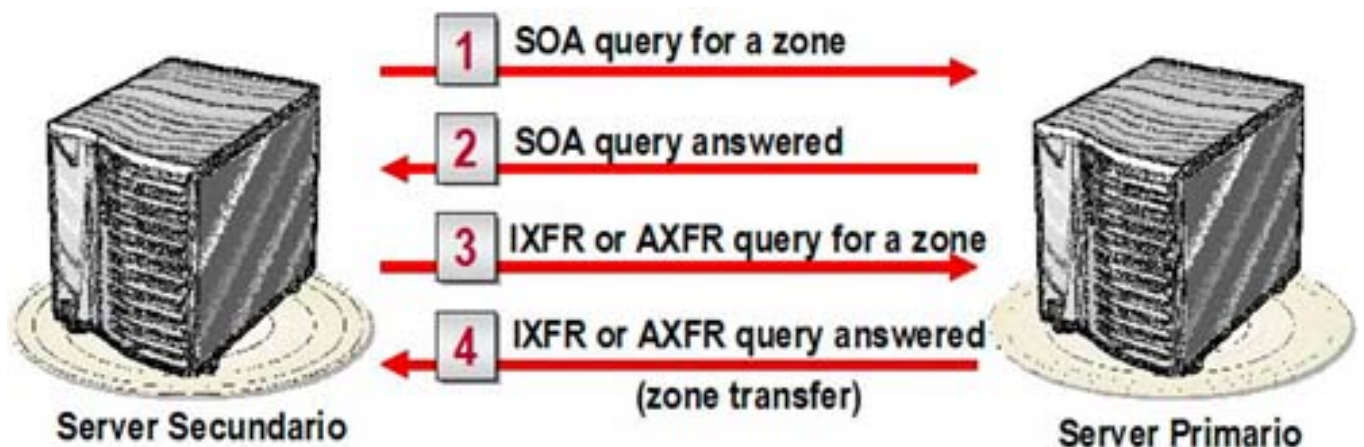 1 SOA query for a zone
2 SOA query answered
3 IXFR or AXFR query for a zone
4 IXFR or AXFR query answered
(zone transfer)
Server Secundario
Server Primario